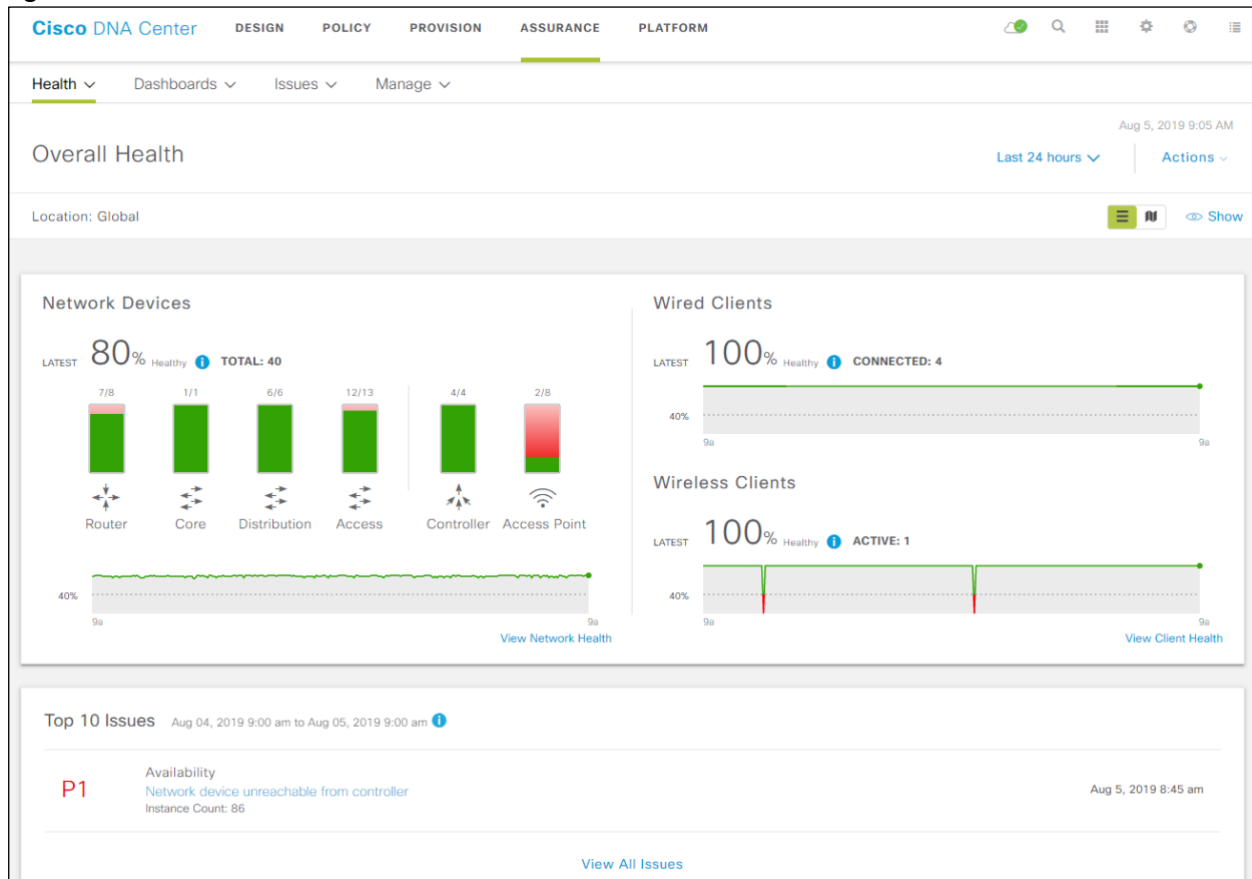 Cisco DNA Center DESIGN POLICY PROVISION ASSURANCE PLATFORM
Health Dashboards Issues Manage
Aug 5, 2019 9:05 AM
Overall Health Last 24 hours Actions
Location: Global Show
Network Devices
LATEST 80% Healthy TOTAL: 40
7/8 1/1 6/6 12/13 4/4 2/8
Router Core Distribution Access Controller Access Point
40%
9a 9a
View Network Health
Wired Clients
LATEST 100% Healthy CONNECTED: 4
40%
9a 9a
Wireless Clients
LATEST 100% Healthy ACTIVE: 1
40%
9a 9a
View Client Health
Top 10 Issues Aug 04, 2019 9:00 am to Aug 05, 2019 9:00 am
Availability
P1 Network device unreachable from controller Aug 5, 2019 8:45 am
Instance Count: 86
View All Issues